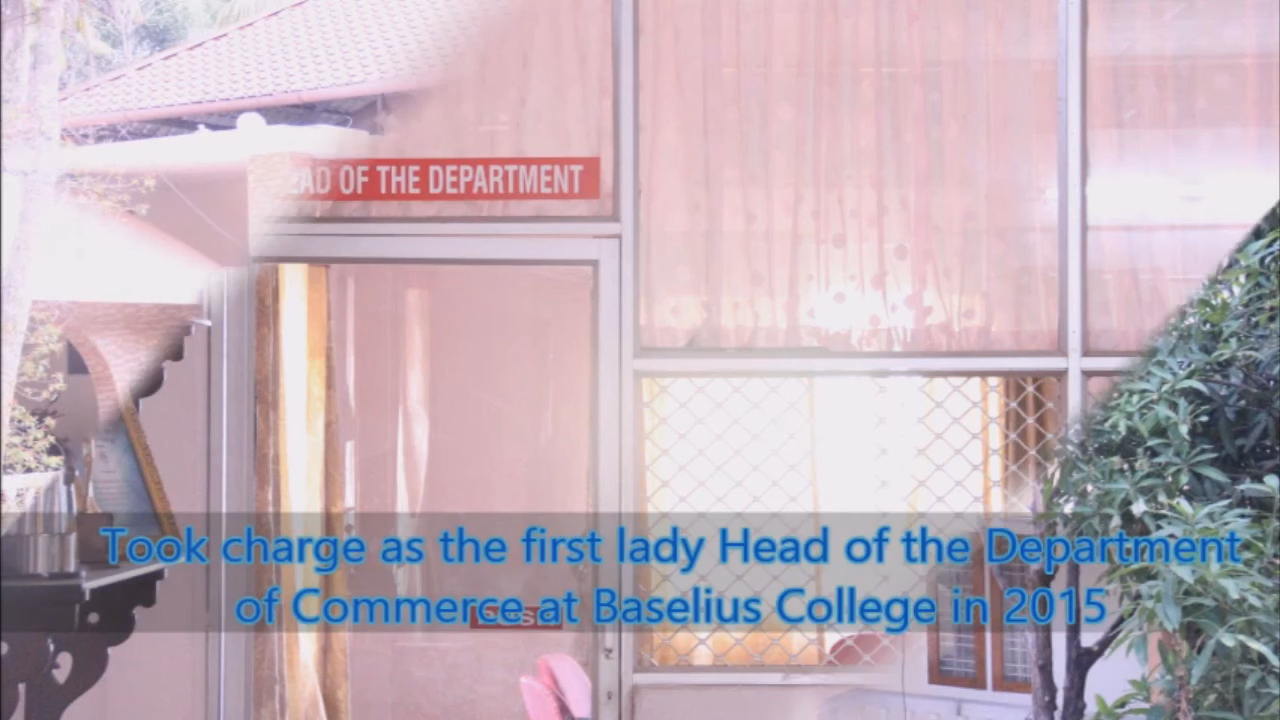 EAD OF THE DEPARTMENT
Took charge as the first lady Head of the Department
of Commerce at Baselius College in 2015